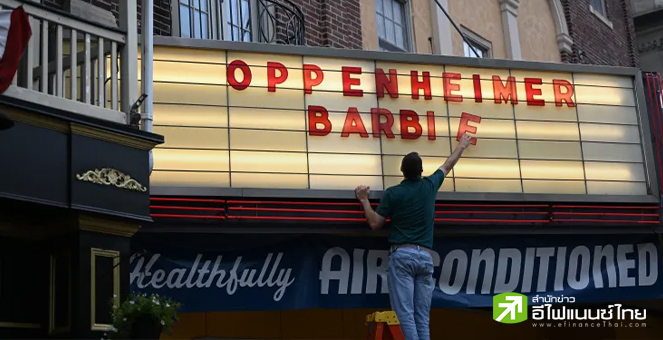 OPPENHEIMER
BARBIE
Healthfully AIR CONDITIONED
สำนักข่าว
อีไฟแนนซ์ไทย
www.efinanceThai.com